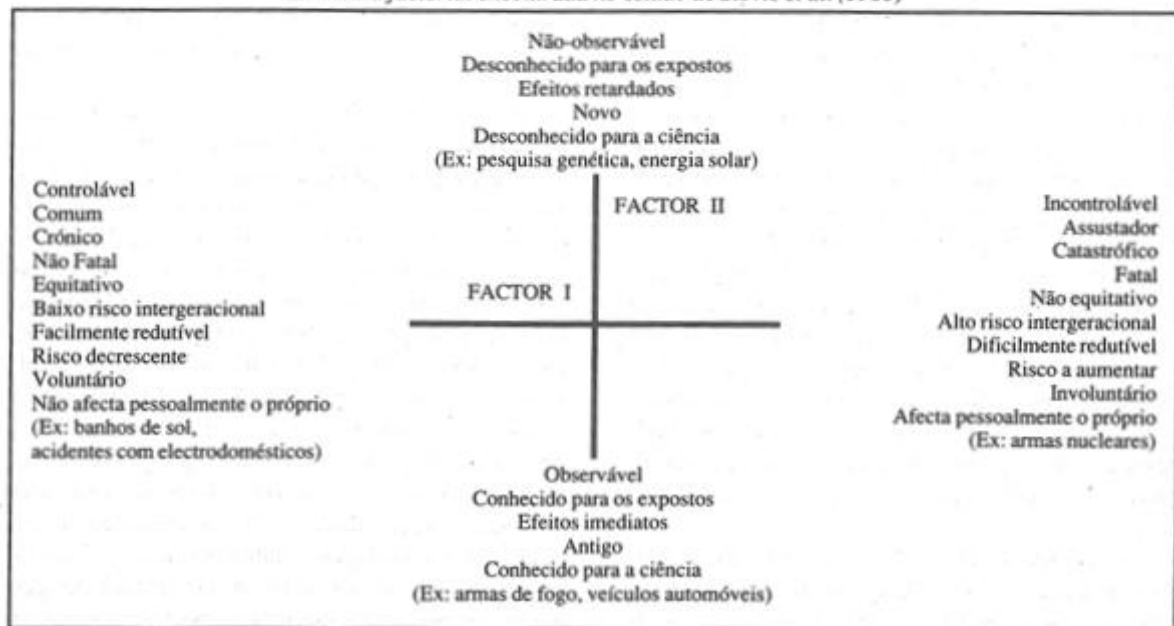 Não-observável
Desconhecido para os expostos
Efeitos retardados
Novo
Desconhecido para a ciência
(Ex: pesquisa genética, energia solar)
FACTOR II
Controlável
Comum
Crónico
Não Fatal
Equitativo
Baixo risco intergeracional
Facilmente redutível
Risco decrescente
Voluntário
Não afecta pessoalmente o próprio
(Ex: banhos de sol,
acidentes com electrodomésticos)
FACTOR I
Incontrolável
Assustador
Catastrófico
Fatal
Não equitativo
Alto risco intergeracional
Dificilmente redutível
Risco a aumentar
Involuntário
Afecta pessoalmente o próprio
(Ex: armas nucleares)
Observável
Conhecido para os expostos
Efeitos imediatos
Antigo
Conhecido para a ciência
(Ex: armas de fogo, veículos automóveis)